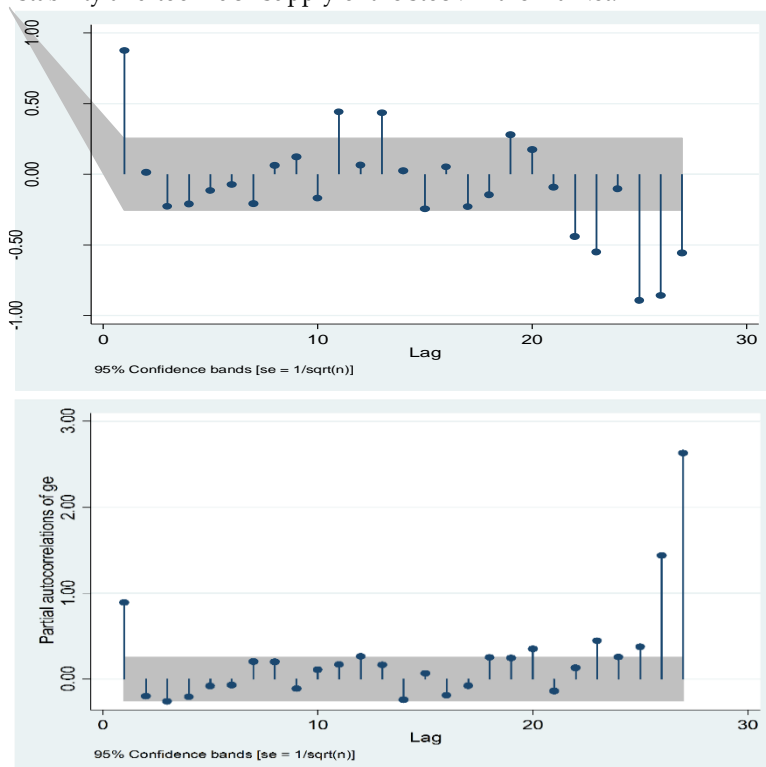 1.00
0.50
0.00
-0.50
-1.00
0 10 20 30
Lag
95% Confidence bands [se = 1/sqrt(n)]
Partial autocorrelations of ge
3.00
2.00
1.00
0.00
0 10 20 30
Lag
95% Confidence bands [se = 1/sqrt(n)]